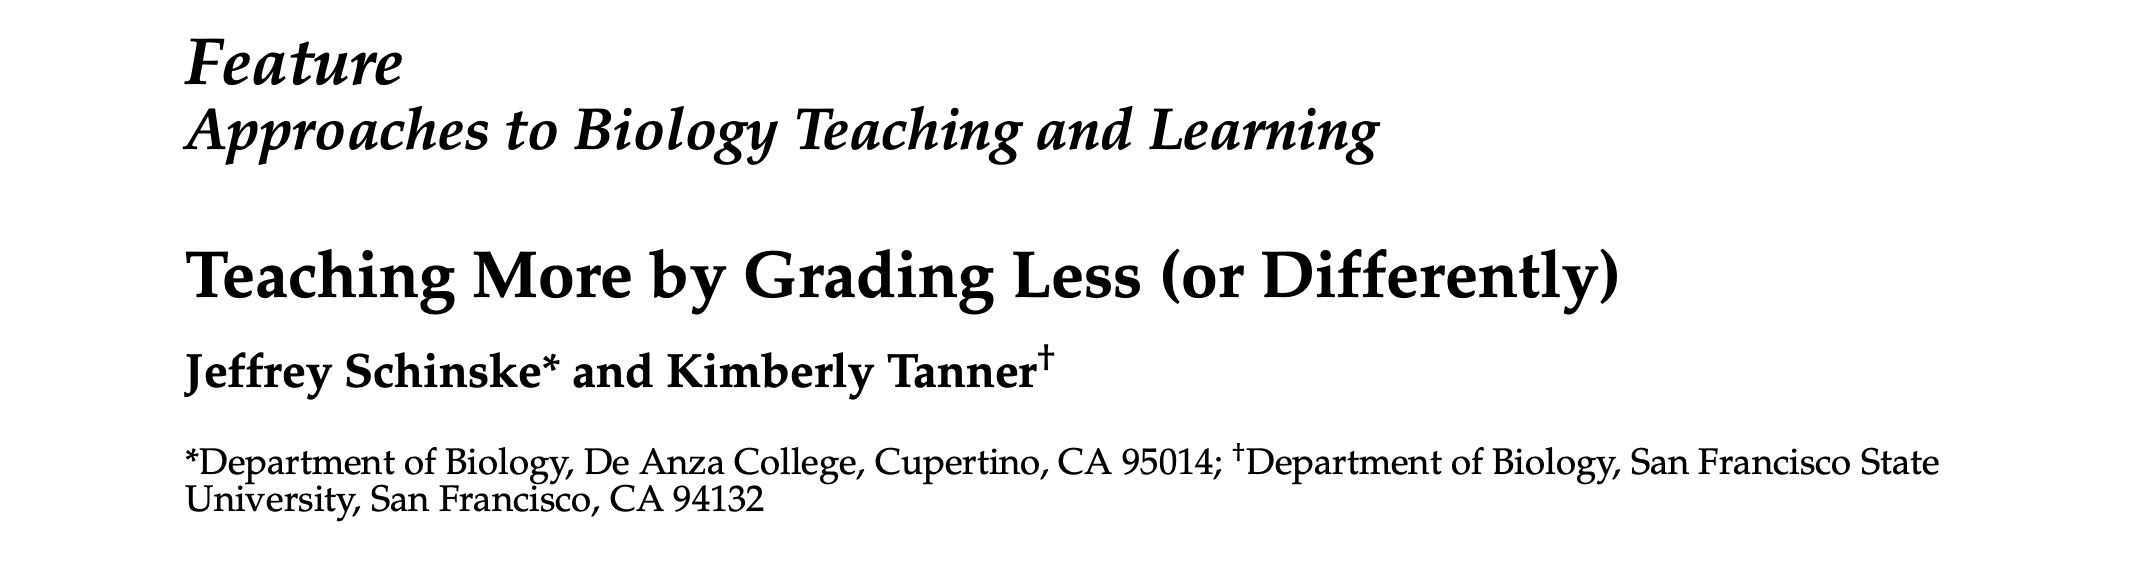 Feature
Approaches to Biology Teaching and Learning
Teaching More by Grading Less (or Differently)
Jeffrey Schinske* and Kimberly Tanner†
*Department of Biology, De Anza College, Cupertino, CA 95014; †Department of Biology, San Francisco State
University, San Francisco, CA 94132